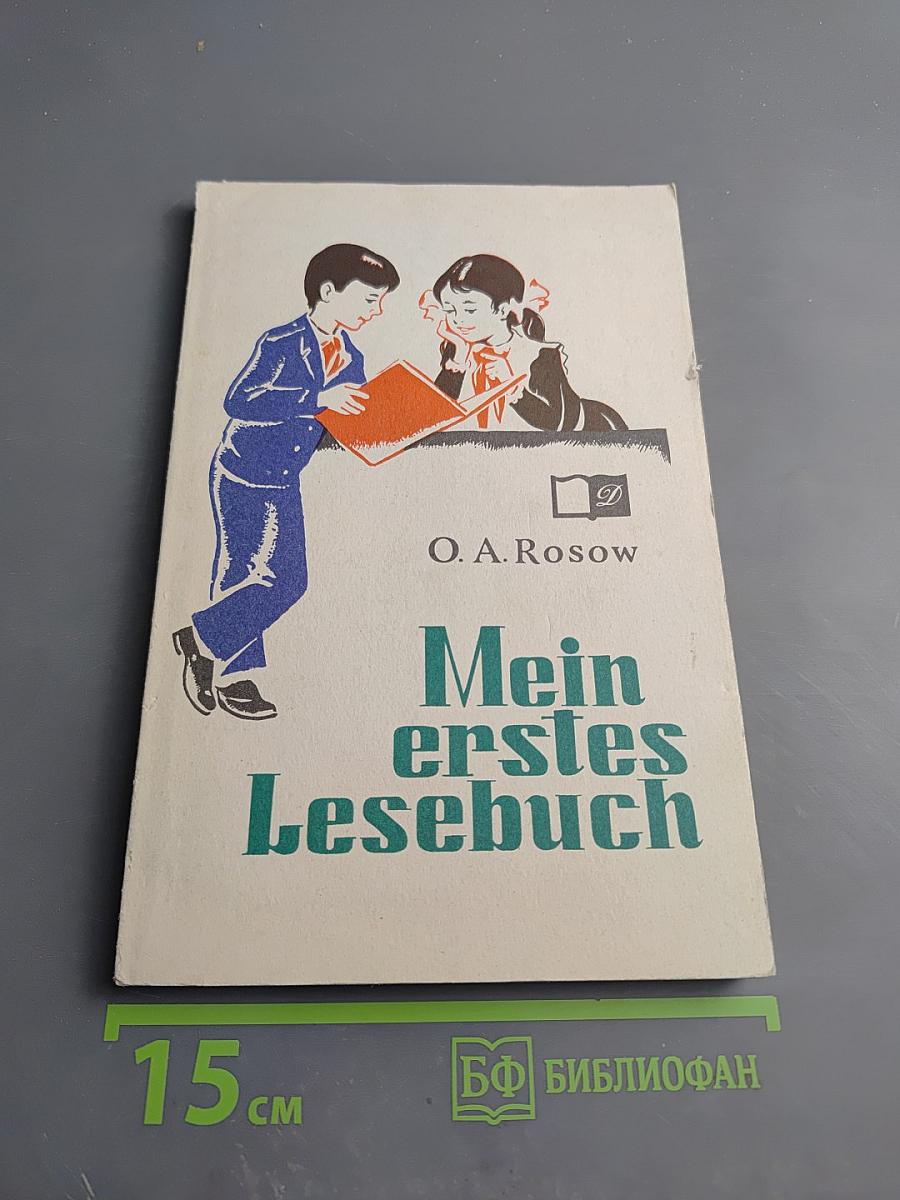 D
O. A. Rosow
Mein
erstes
Lesebuch
15 см
БФ БИБЛИОФАН